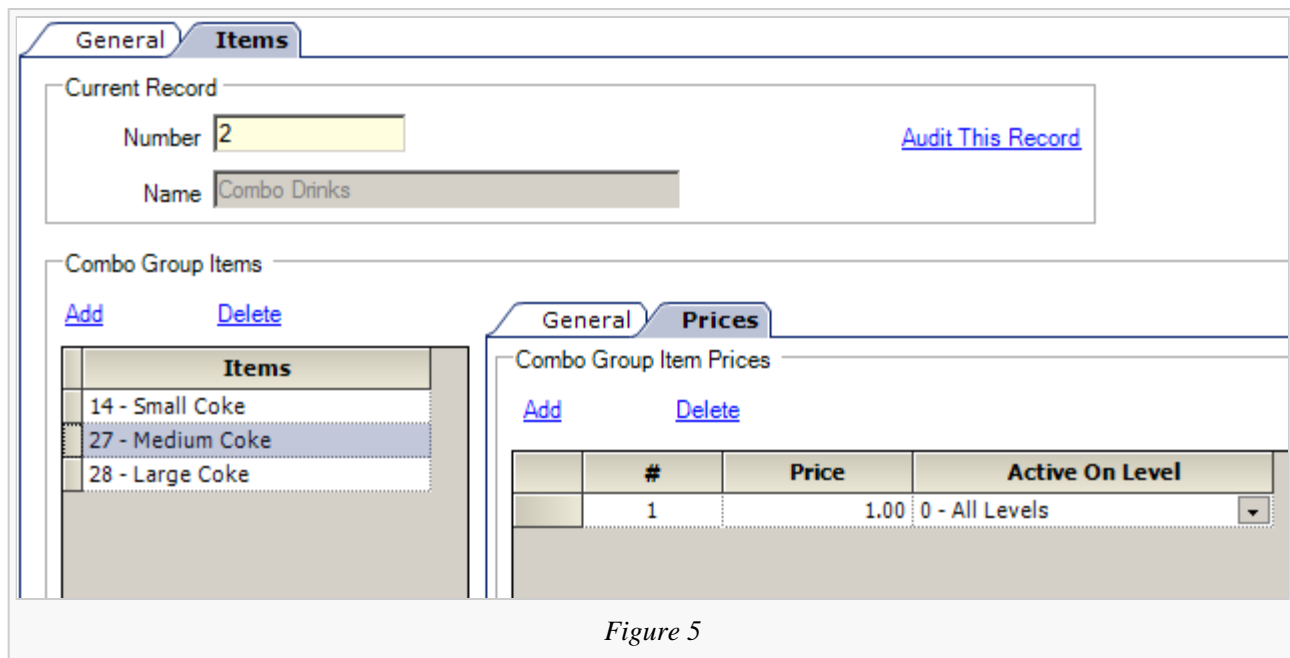 General Items
Current Record
Number 2
Audit This Record
Name Combo Drinks
Combo Group Items
Add Delete
Items
14 - Small Coke
27 - Medium Coke
28 - Large Coke
General Prices
Combo Group Item Prices
Add Delete
# Price Active On Level
1 1.00 0 - All Levels
Figure 5